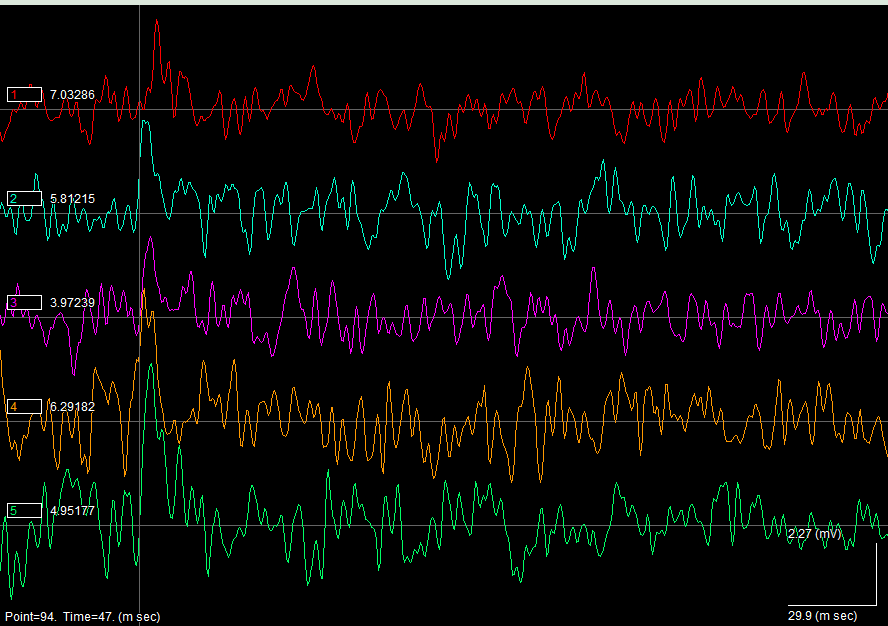 1 7.03286
2 5.81215
3 3.97239
4 6.29182
5 4.95177
2.27 (mV)
Point=94. Time=47. (m sec)
29.9 (m sec)